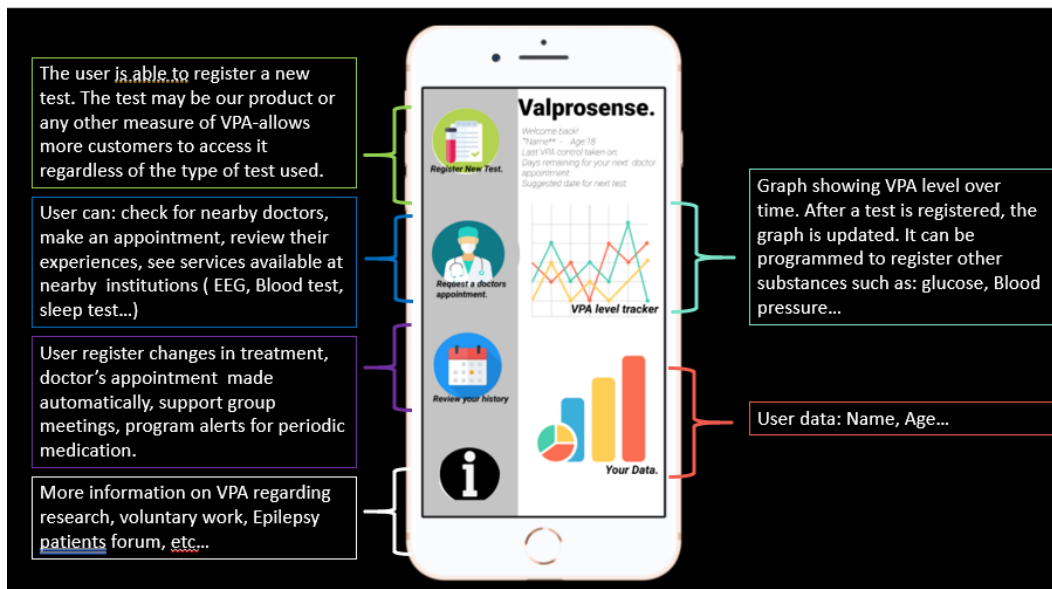 The user is able to register a new
test. The test may be our product or
any other measure of VPA-allows
more customers to access it
regardless of the type of test used.
User can: check for nearby doctors,
make an appointment, review their
experiences, see services available at
nearby institutions ( EEG, Blood test,
sleep test…)
User register changes in treatment,
doctor's appointment made
automatically, support group
meetings, program alerts for periodic
medication.
More information on VPA regarding
research, voluntary work, Epilepsy
patients forum, etc…
Register New Test.
Request a doctors
appointment.
Review your history
i
Valprosense.
Welcome back!
"Name** - Age:18
Last VPA control taken on:
Days remaining for your next doctor
appointment:
Suggested date for next test:
VPA level tracker
Your Data.
Graph showing VPA level over
time. After a test is registered, the
graph is updated. It can be
programmed to register other
substances such as: glucose, Blood
pressure…
User data: Name, Age…